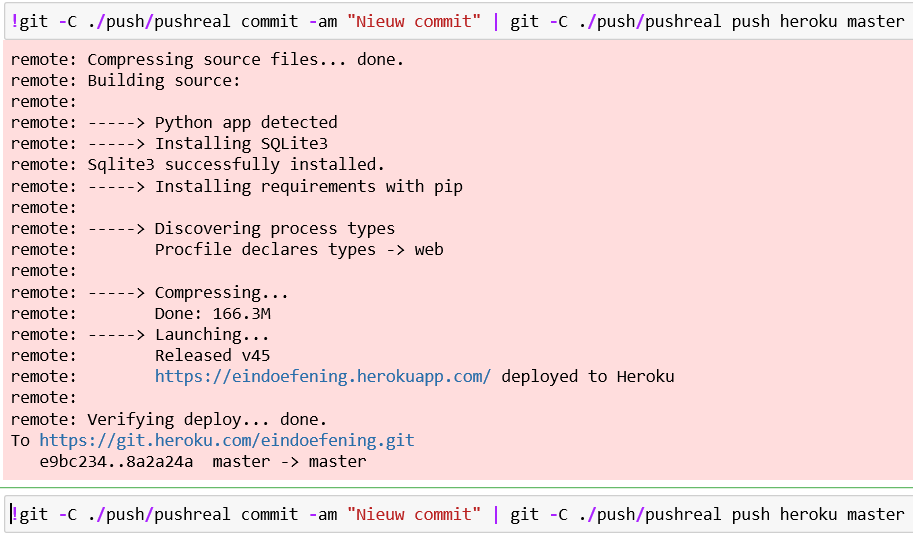 !git -C ./push/pushreal commit -am "Nieuw commit" | git -C ./push/pushreal push heroku master
remote: Compressing source files... done.
remote: Building source:
remote:
remote: -----> Python app detected
remote: -----> Installing SQLite3
remote: Sqlite3 successfully installed.
remote: -----> Installing requirements with pip
remote:
remote: -----> Discovering process types
remote:        Procfile declares types -> web
remote:
remote: -----> Compressing...
remote:        Done: 166.3M
remote: -----> Launching...
remote:        Released v45
remote:        https://eindoefening.herokuapp.com/ deployed to Heroku
remote:
remote: Verifying deploy... done.
To https://git.heroku.com/eindoefening.git
   e9bc234..8a2a24a  master -> master
!git -C ./push/pushreal commit -am "Nieuw commit" | git -C ./push/pushreal push heroku master